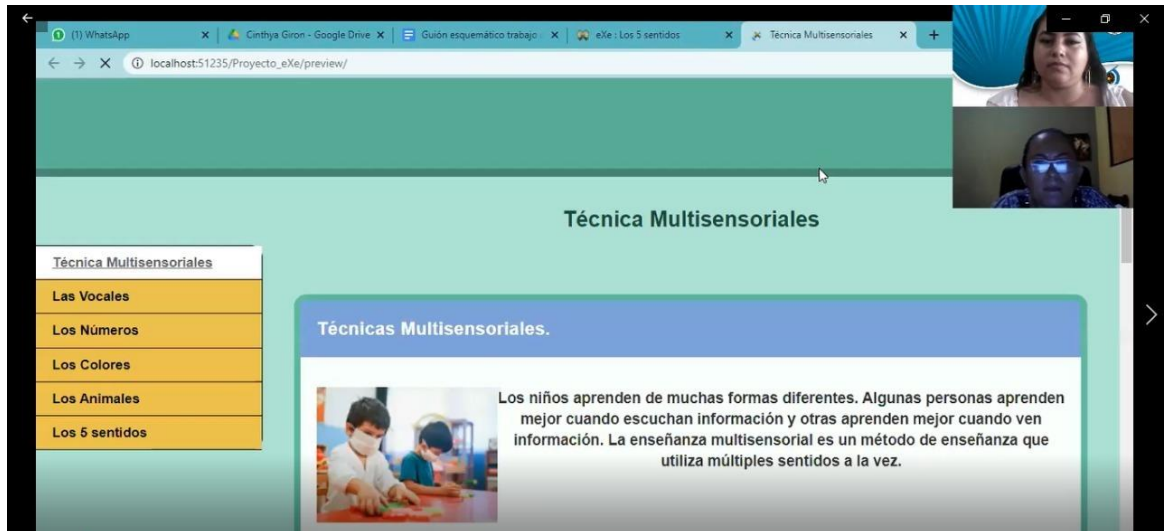 (1) WhatsApp
Cinthya Giron - Google Drive
Guión esquemático trabajo
eXe : Los 5 sentidos
Técnica Multisensoriales
localhost:51235/Proyecto_eXe/preview/
Técnica Multisensoriales
Técnica Multisensoriales
Las Vocales
Los Números
Los Colores
Los Animales
Los 5 sentidos
Técnicas Multisensoriales.
Los niños aprenden de muchas formas diferentes. Algunas personas aprenden
mejor cuando escuchan información y otras aprenden mejor cuando ven
información. La enseñanza multisensorial es un método de enseñanza que
utiliza múltiples sentidos a la vez.